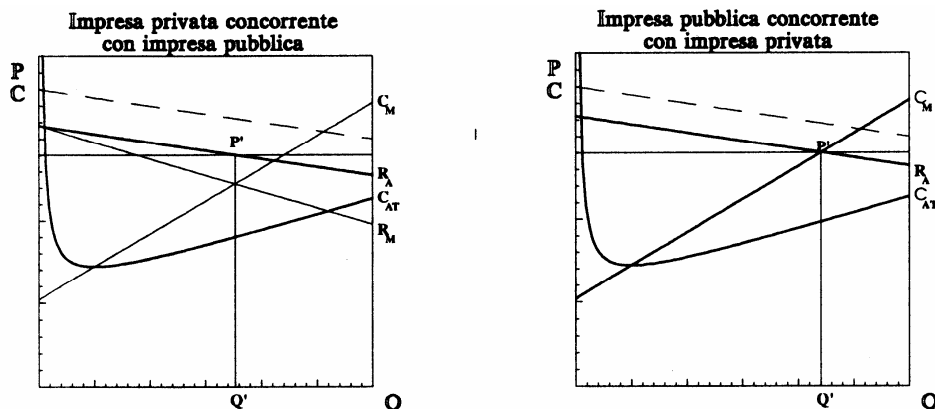 Impresa privata concorrente
con impresa pubblica
P
C
C_M
P'
R_A
C_AT
R_M
Q'
Q
Impresa pubblica concorrente
con impresa privata
P
C
C_M
P'
R_A
C_AT
Q'
Q